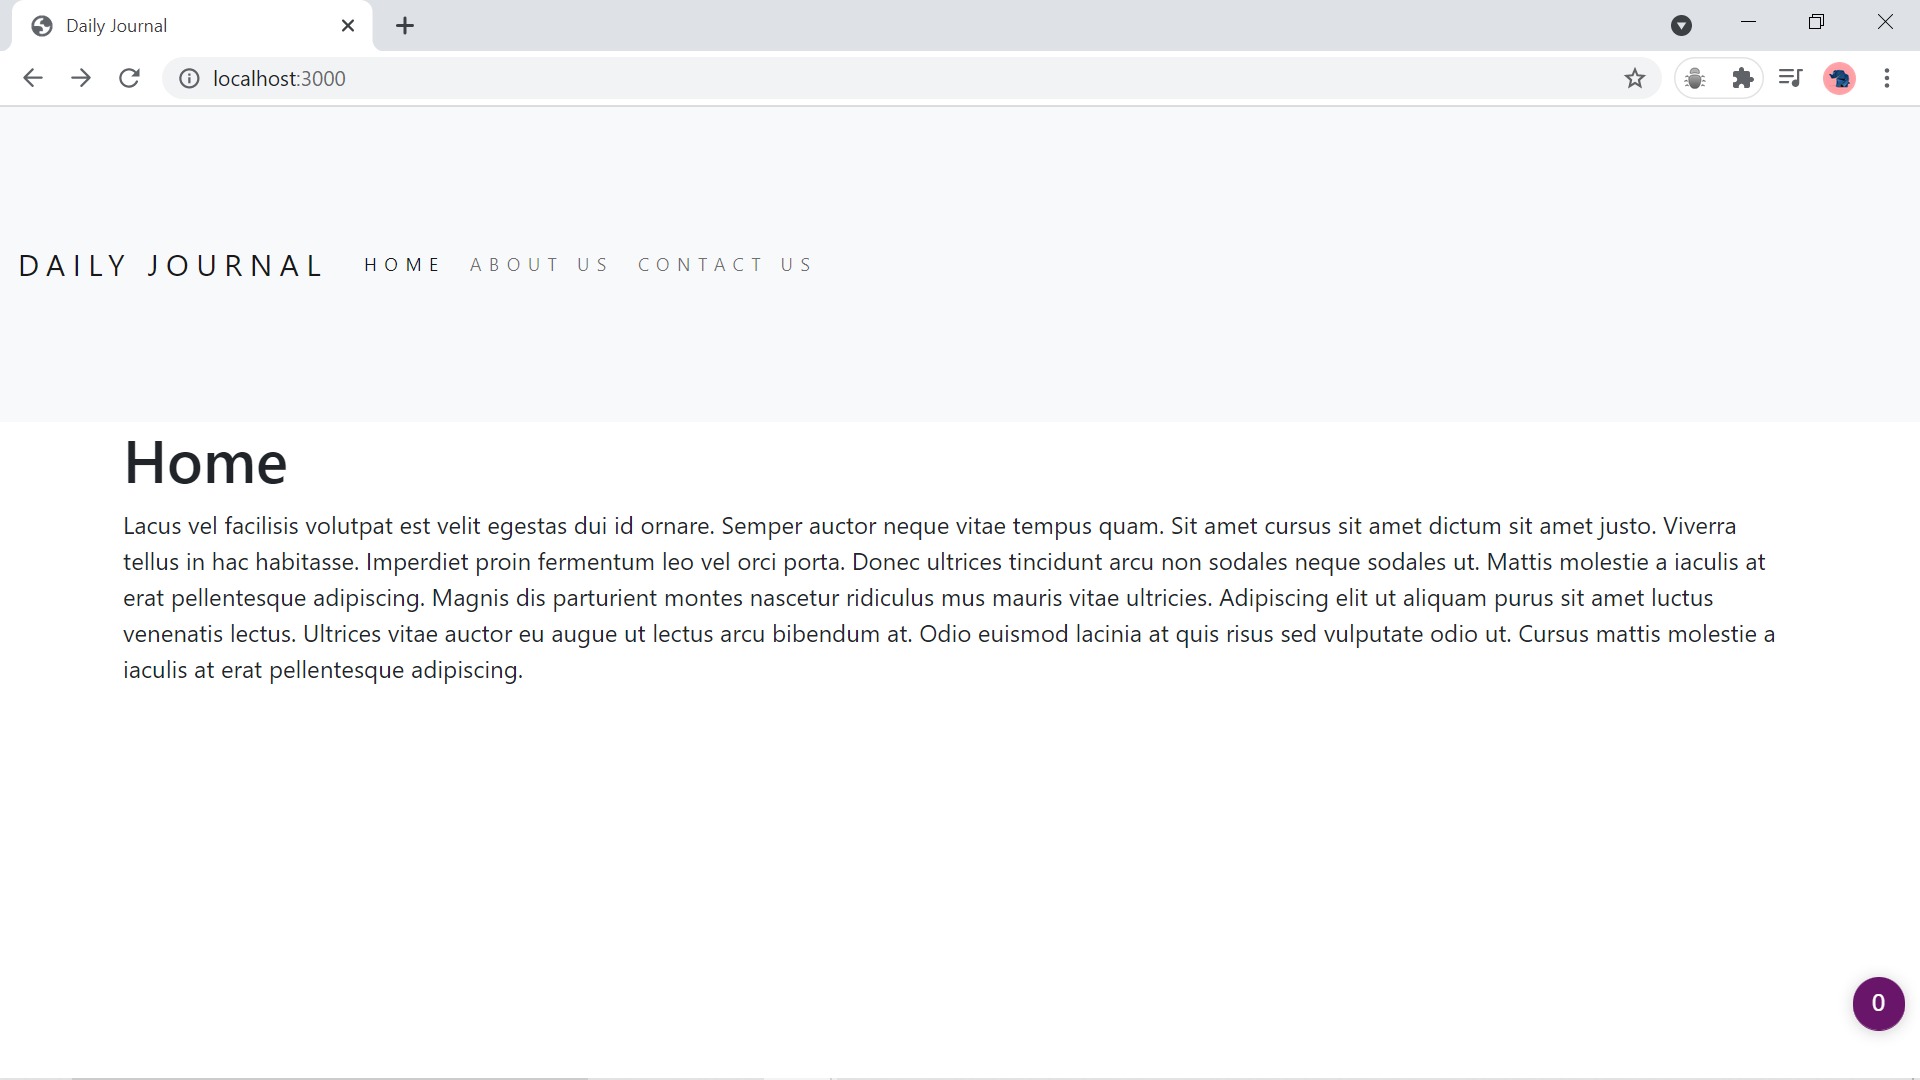 Daily Journal
localhost:3000
DAILY JOURNAL HOME ABOUT US CONTACT US
Home
Lacus vel facilisis volutpat est velit egestas dui id ornare. Semper auctor neque vitae tempus quam. Sit amet cursus sit amet dictum sit amet justo. Viverra
tellus in hac habitasse. Imperdiet proin fermentum leo vel orci porta. Donec ultrices tincidunt arcu non sodales neque sodales ut. Mattis molestie a iaculis at
erat pellentesque adipiscing. Magnis dis parturient montes nascetur ridiculus mus mauris vitae ultricies. Adipiscing elit ut aliquam purus sit amet luctus
venenatis lectus. Ultrices vitae auctor eu augue ut lectus arcu bibendum at. Odio euismod lacinia at quis risus sed vulputate odio ut. Cursus mattis molestie a
iaculis at erat pellentesque adipiscing.
0